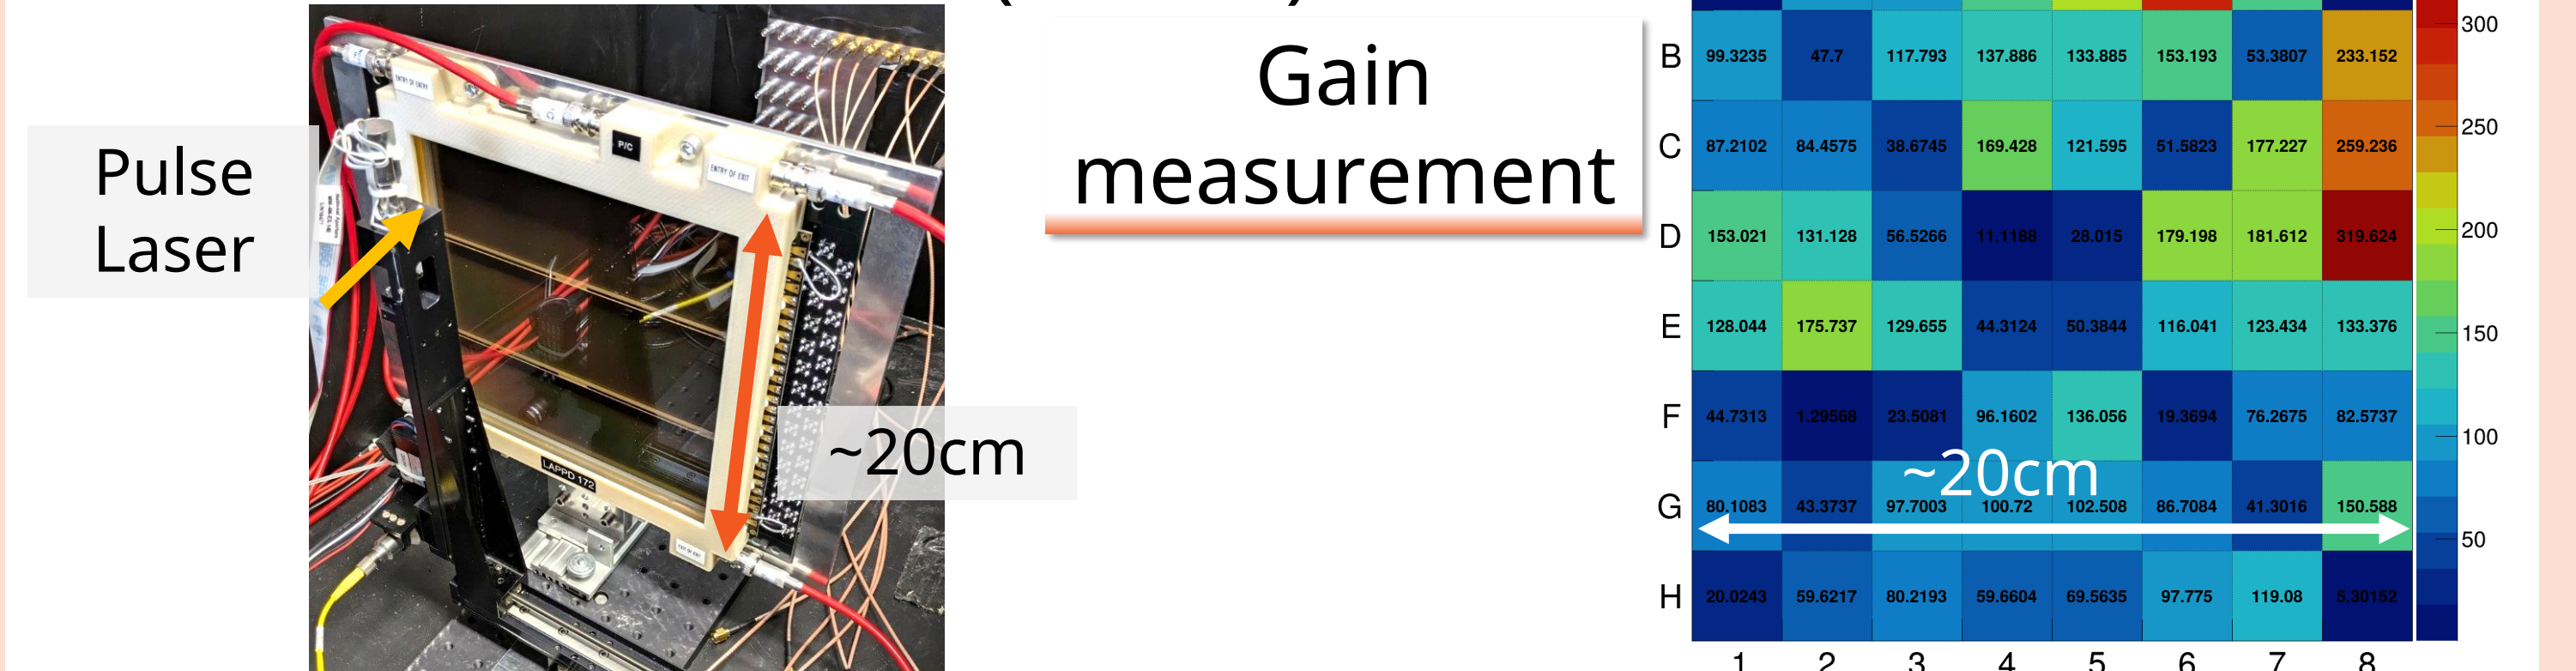 Gain
measurement
Pulse
Laser
ENTRY OF ENTRY
P/C
ENTRY OF EXIT
~20cm
LAPPD 172
300
250
200
150
100
50
B 99.3235 47.7 117.793 137.886 133.885 153.193 53.3807 233.152
C 87.2102 84.4575 38.6745 169.428 121.595 51.5823 177.227 259.236
D 153.021 131.128 56.5266 11.1188 28.015 179.198 181.612 319.624
E 128.044 175.737 129.655 44.3124 50.3844 116.041 123.434 133.376
F 44.7313 1.29568 23.5081 96.1602 136.056 19.3694 76.2675 82.5737
~20cm
G 80.1083 43.3737 97.7003 100.72 102.508 86.7084 41.3016 150.588
H 20.0243 59.6217 80.2193 59.6604 69.5635 97.775 119.08 5.30152
1 2 3 4 5 6 7 8